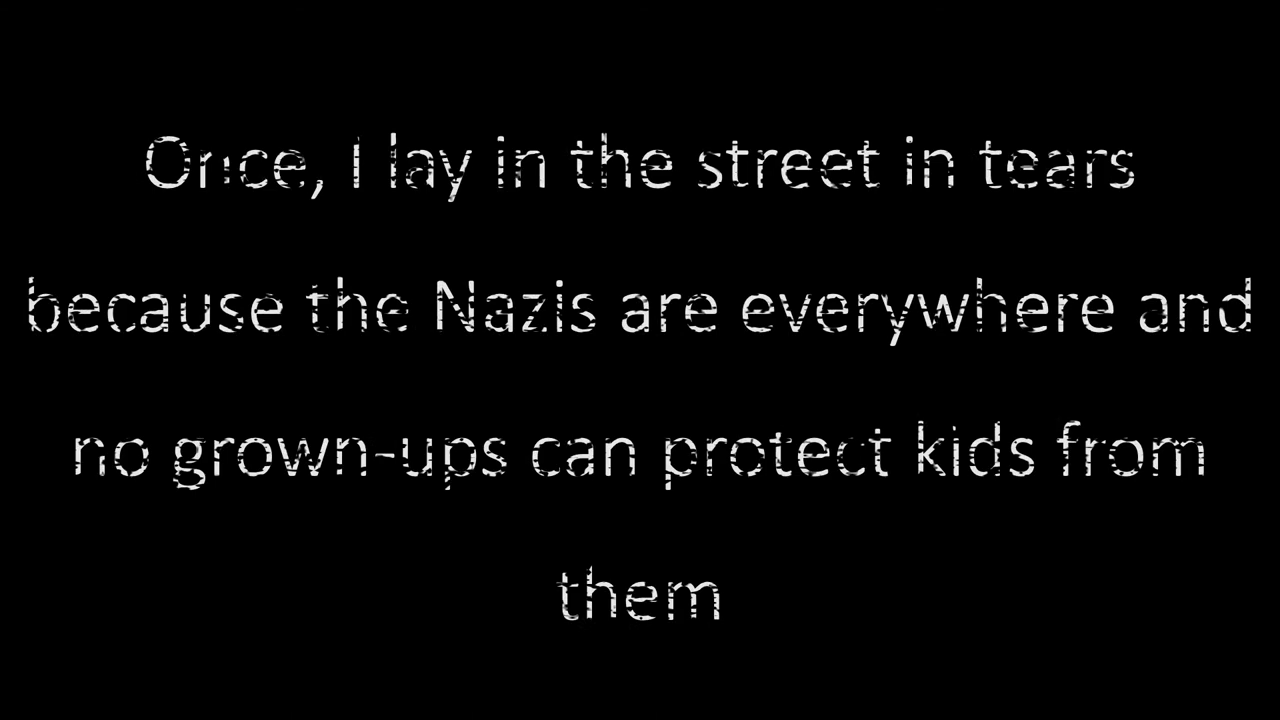 Once, I lay in the street in tears
because the Nazis are everywhere and
no grown-ups can protect kids from
them